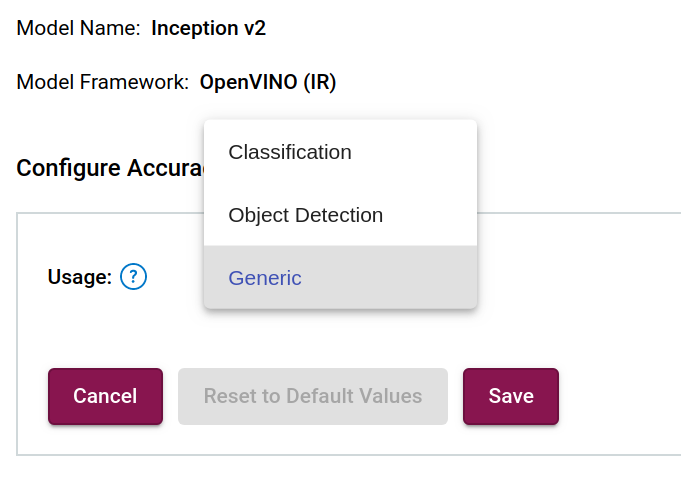 Model Name: Inception v2
Model Framework: OpenVINO (IR)
Classification
Configure Accura
Object Detection
Usage: ?
Generic
Cancel
Reset to Default Values
Save